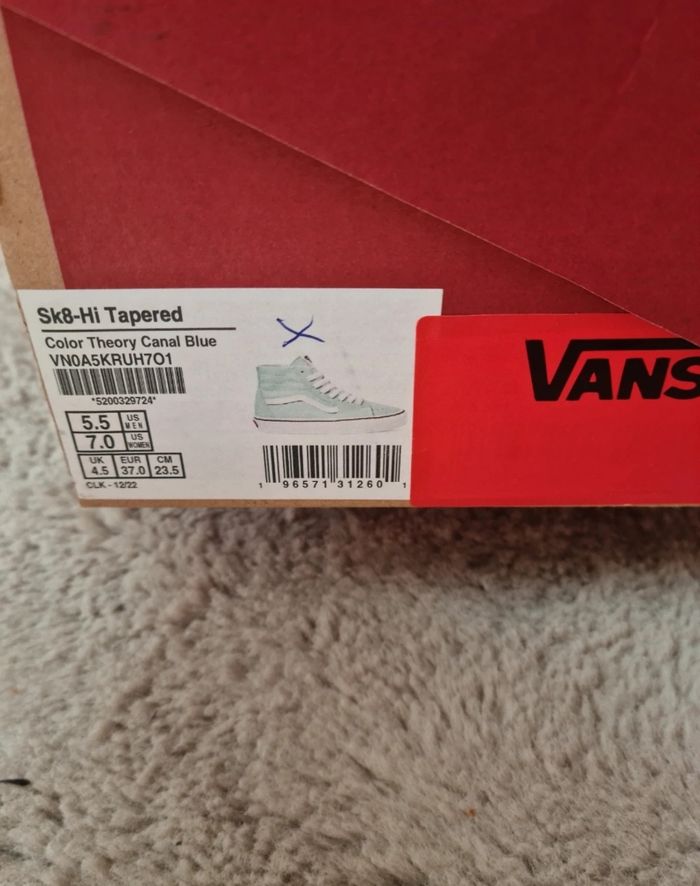 Sk8-Hi Tapered
Color Theory Canal Blue
VN0A5KRUH7O1
*5200329724*
5.5 US MEN
7.0 US WOMEN
UK EUR CM
4.5 37.0 23.5
CLK - 12/22
1 96571 31260 1
VANS